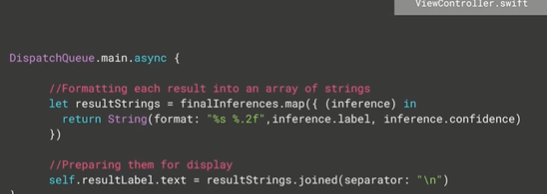 ViewController.swift
DispatchQueue.main.async {
//Formatting each result into an array of strings
let resultStrings = finalInferences.map({ (inference) in
return String(format: "%s %.2f",inference.label, inference.confidence)
})
//Preparing them for display
self.resultLabel.text = resultStrings.joined(separator: "\n")